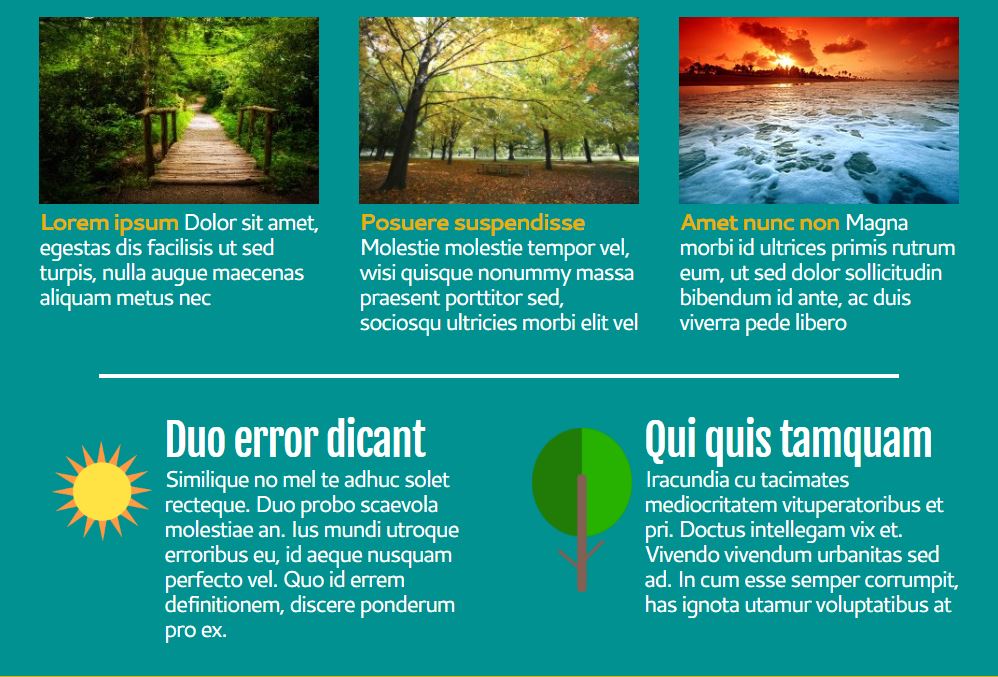 Lorem ipsum Dolor sit amet,
egestas dis facilisis ut sed
turpis, nulla augue maecenas
aliquam metus nec
Posuere suspendisse
Molestie molestie tempor vel,
wisi quisque nonummy massa
praesent porttitor sed,
sociosqu ultricies morbi elit vel
Amet nunc non Magna
morbi id ultrices primis rutrum
eum, ut sed dolor sollicitudin
bibendum id ante, ac duis
viverra pede libero
Duo error dicant
Similique no mel te adhuc solet
recteque. Duo probo scaevola
molestiae an. Ius mundi utroque
erroribus eu, id aeque nusquam
perfecto vel. Quo id errem
definitionem, discere ponderum
pro ex.
Qui quis tamquam
Iracundia cu tacimates
mediocritatem vituperatoribus et
pri. Doctus intellegam vix et.
Vivendo vivendum urbanitas sed
ad. In cum esse semper corrumpit,
has ignota utamur voluptatibus at